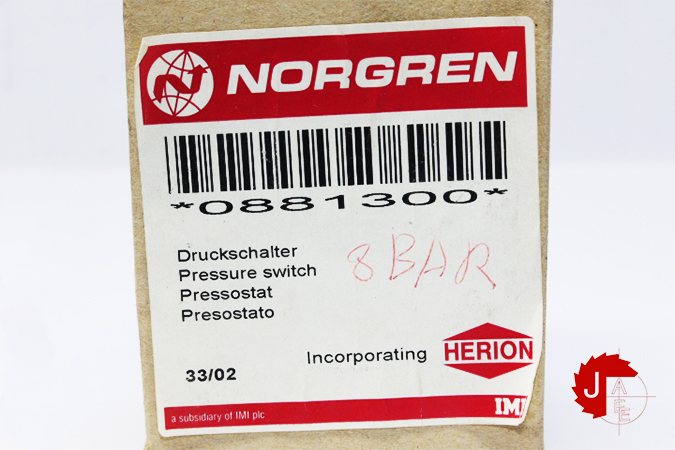 NORGREN
*0881300*
Druckschalter
Pressure switch
Pressostat
Presostato
8 BAR
Incorporating HERION
33/02
a subsidiary of IMI plc
IMI
J